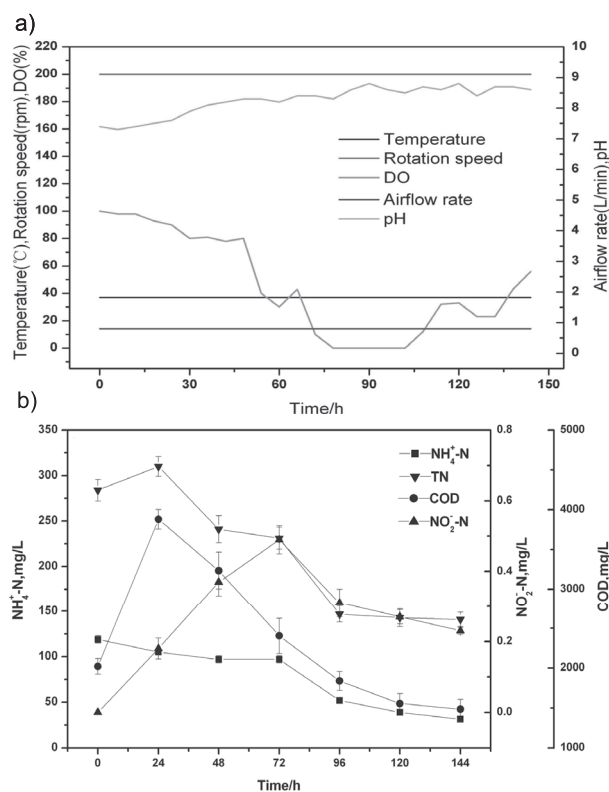 a)
Temperature(℃),Rotation speed(rpm),DO(%)
220
200
180
160
140
120
100
80
60
40
20
0
10
9
8
7
6
5
4
3
2
1
0
Airflow rate(L/min),pH
Temperature
Rotation speed
DO
Airflow rate
pH
0 30 60 90 120 150
Time/h
b)
NH₄⁺-N,mg/L
350
300
250
200
150
100
50
0
0.8
0.6
0.4
0.2
0.0
NO₂⁻-N,mg/L
5000
4000
3000
2000
1000
COD,mg/L
NH₄⁺-N
TN
COD
NO₂⁻-N
0 24 48 72 96 120 144
Time/h